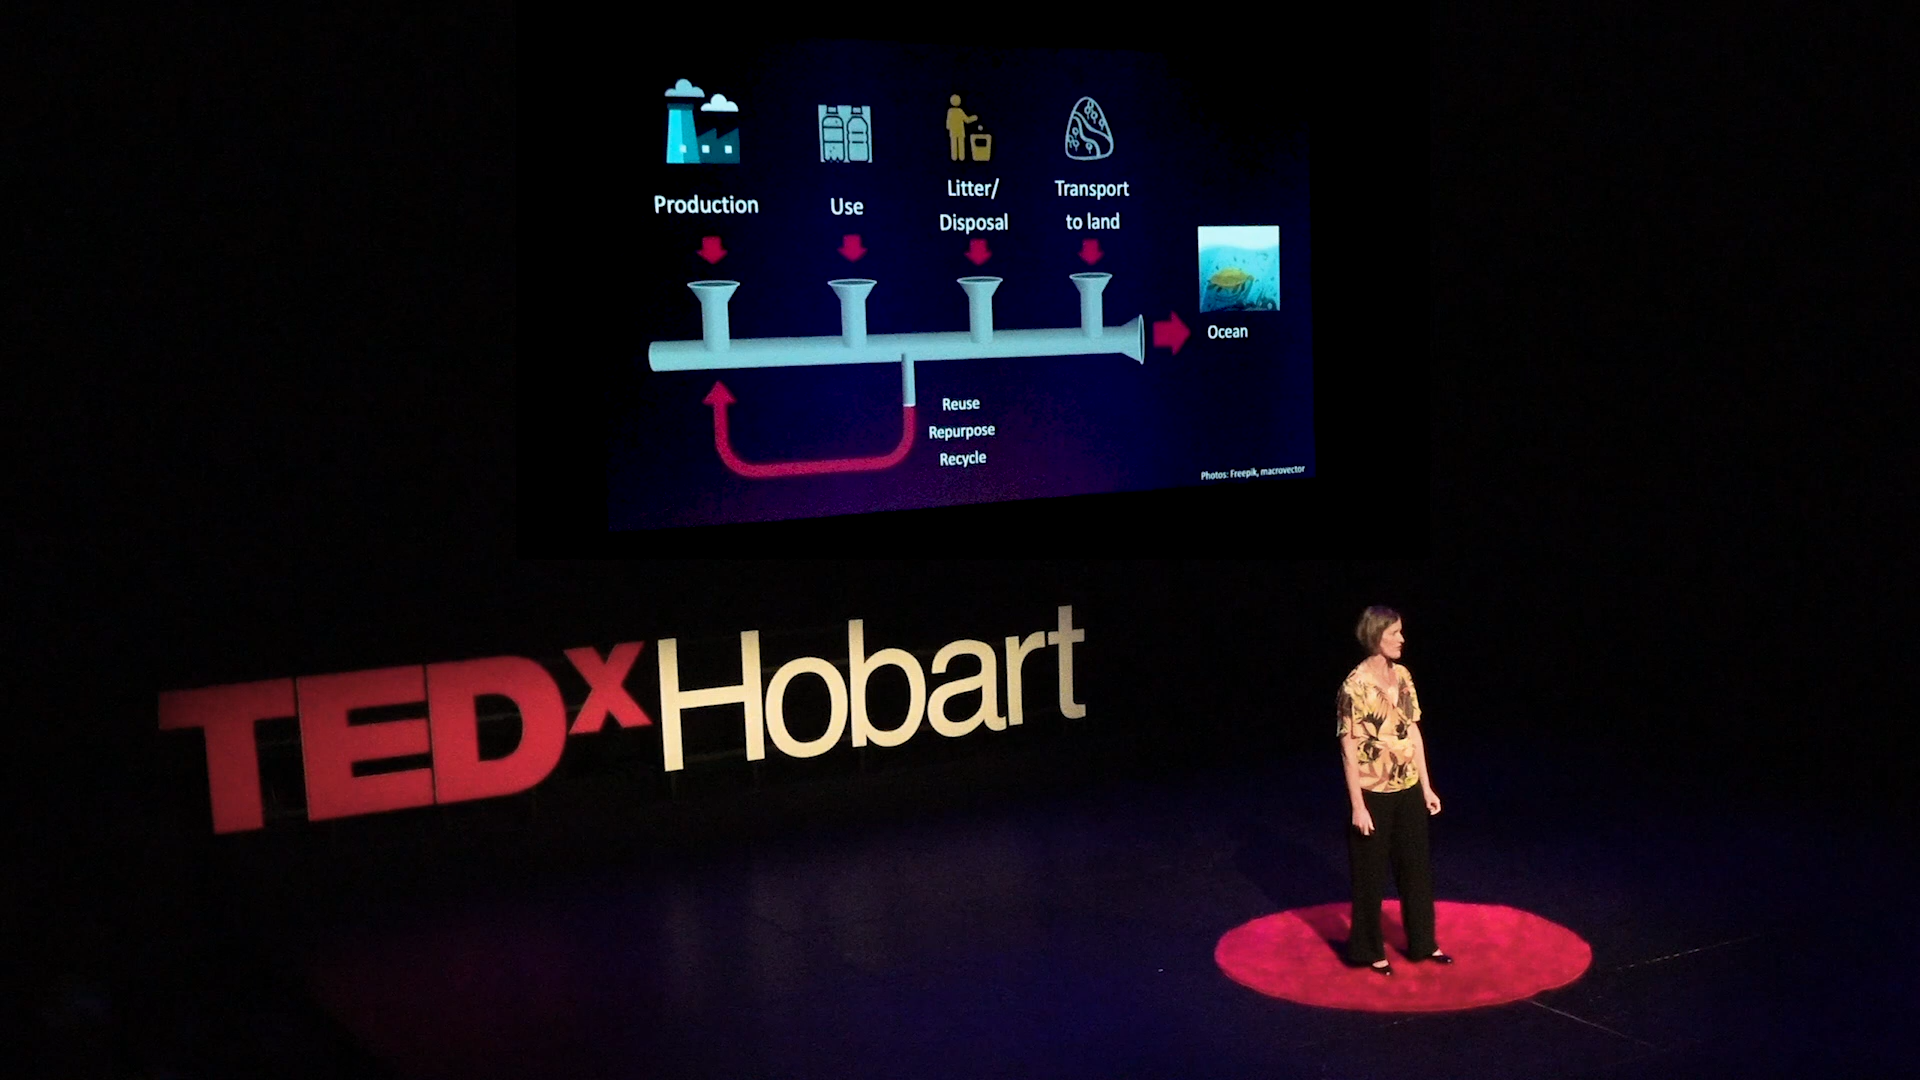 Production
Use
Litter/
Disposal
Transport
to land
Ocean
Reuse
Repurpose
Recycle
Photos: Freepik, macrovector
TEDxHobart